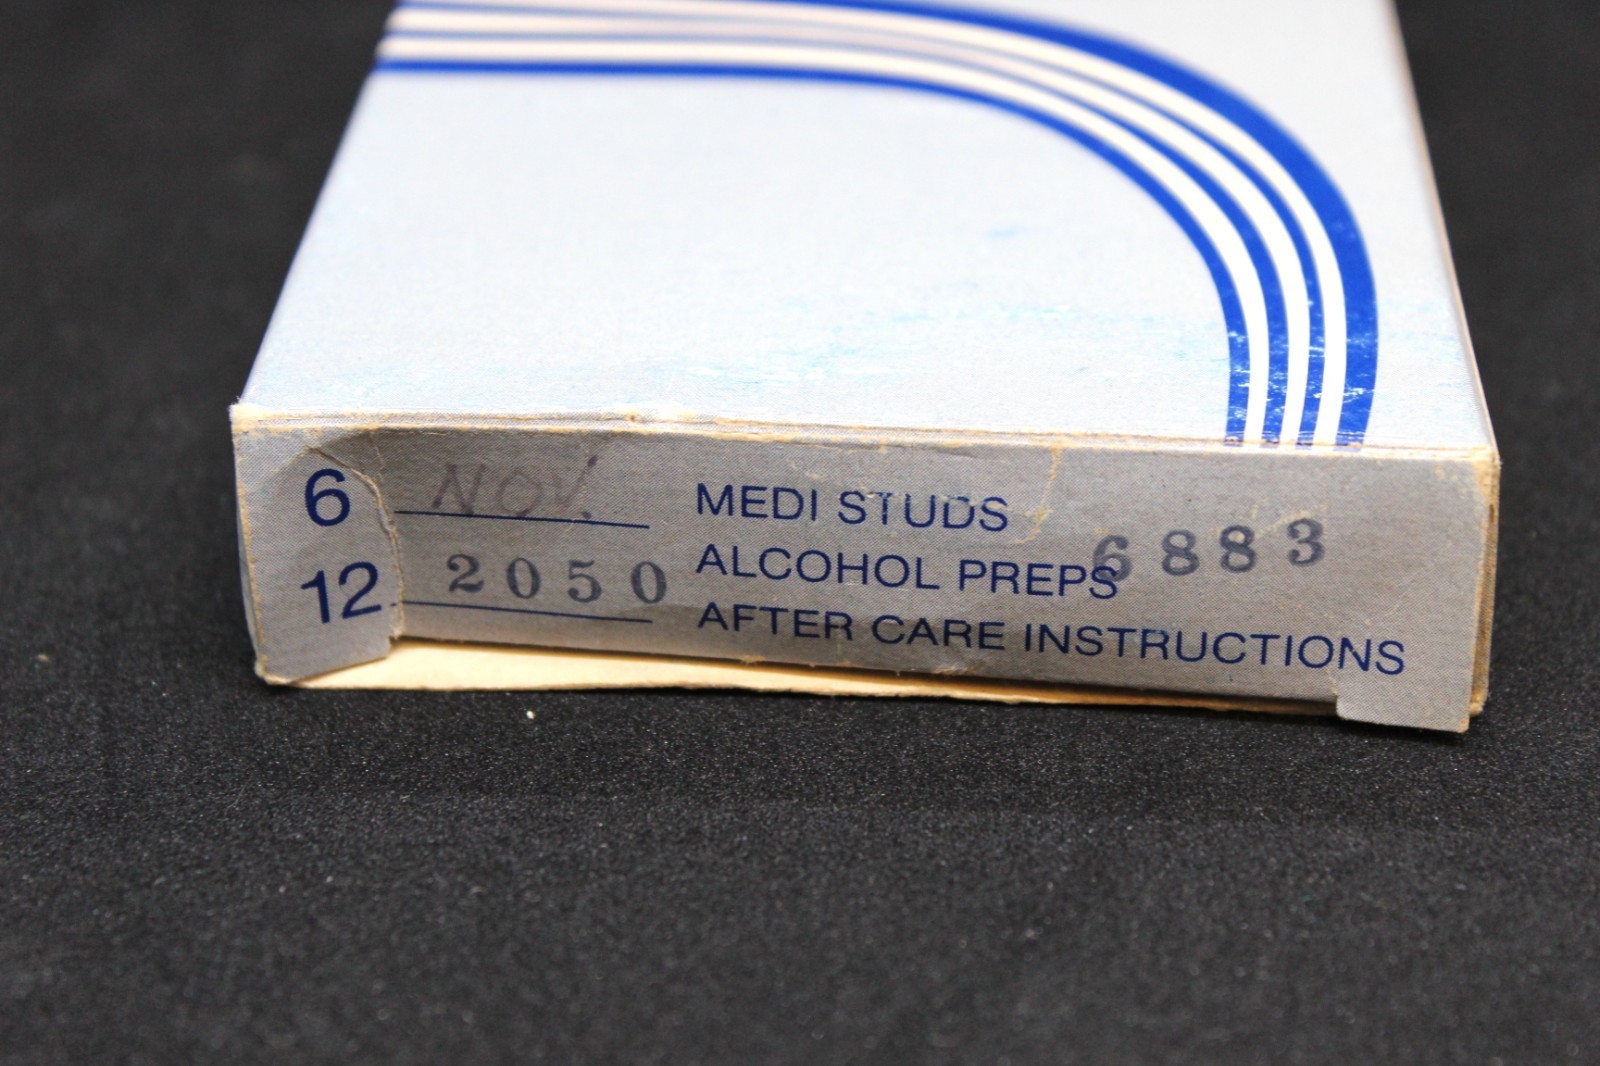 6 NOV. MEDI STUDS
12 2050 ALCOHOL PREPS 6883
AFTER CARE INSTRUCTIONS